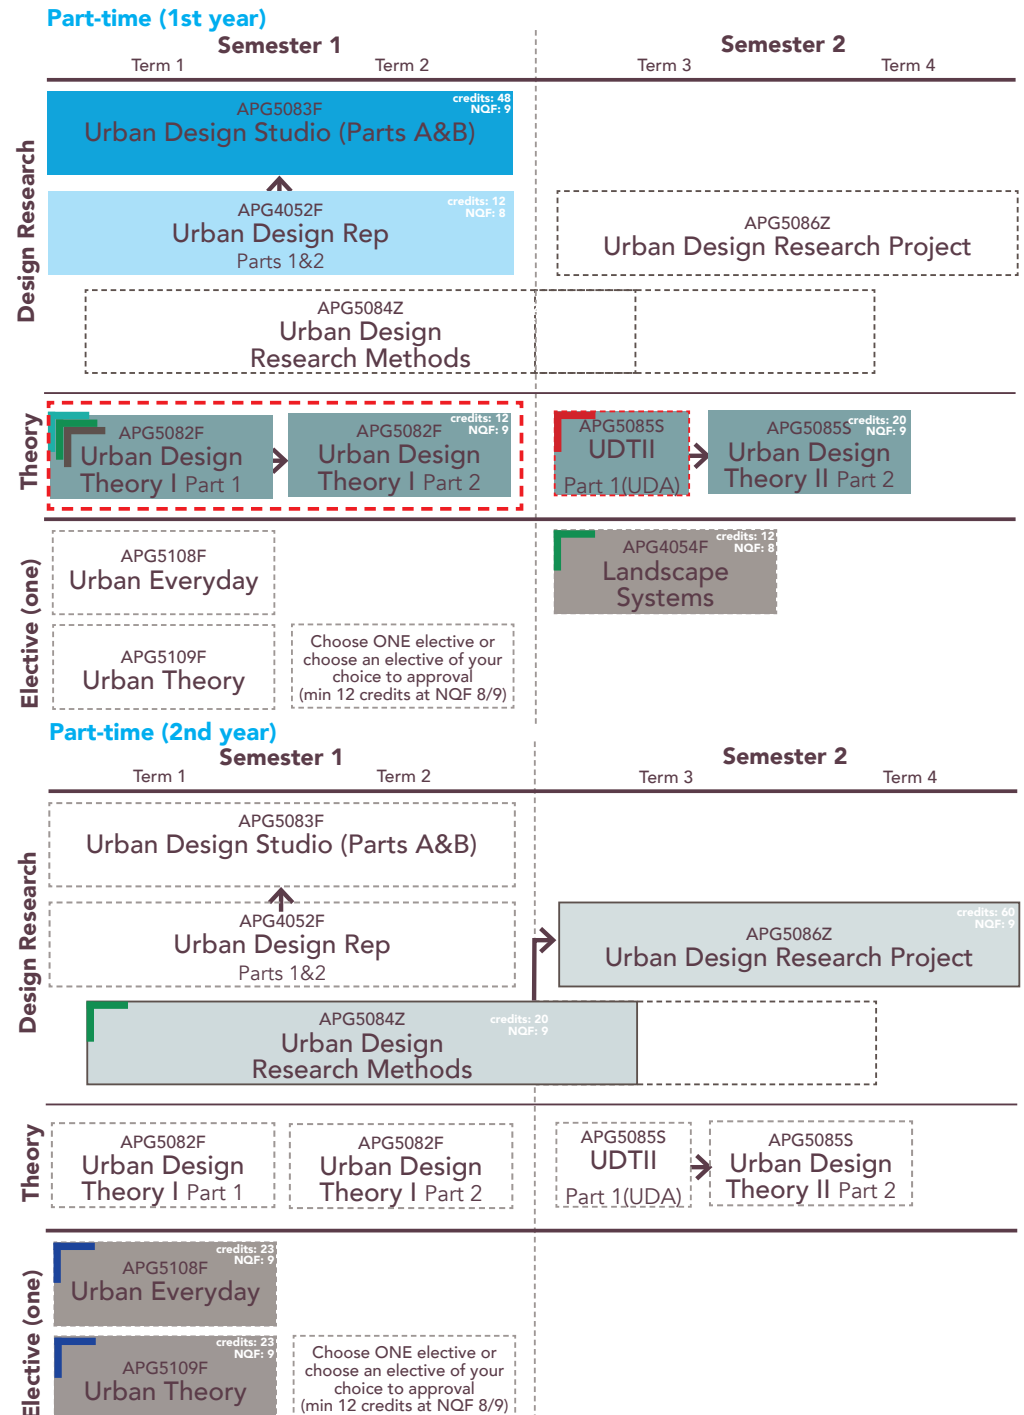 Part-time (1st year)
Semester 1
Semester 2
Term 1
Term 2
Term 3
Term 4
Design Research
APG5083F
credits: 48
NQF: 9
Urban Design Studio (Parts A&B)
APG4052F
credits: 12
NQF: 8
Urban Design Rep
Parts 1&2
APG5086Z
Urban Design Research Project
APG5084Z
Urban Design
Research Methods
Theory
APG5082F
Urban Design
Theory I Part 1
credits: 12
NQF: 9
APG5082F
Urban Design
Theory I Part 2
APG5085S
UDTII
Part 1(UDA)
credits: 20
NQF: 9
APG5085S
Urban Design
Theory II Part 2
Elective (one)
APG5108F
Urban Everyday
credits: 12
NQF: 8
APG4054F
Landscape
Systems
APG5109F
Urban Theory
Choose ONE elective or
choose an elective of your
choice to approval
(min 12 credits at NQF 8/9)
Part-time (2nd year)
Semester 1
Semester 2
Term 1
Term 2
Term 3
Term 4
Design Research
APG5083F
Urban Design Studio (Parts A&B)
APG4052F
Urban Design Rep
Parts 1&2
credits: 60
NQF: 9
APG5086Z
Urban Design Research Project
APG5084Z
credits: 20
NQF: 9
Urban Design
Research Methods
Theory
APG5082F
Urban Design
Theory I Part 1
APG5082F
Urban Design
Theory I Part 2
APG5085S
UDTII
Part 1(UDA)
APG5085S
Urban Design
Theory II Part 2
Elective (one)
credits: 23
NQF: 9
APG5108F
Urban Everyday
credits: 23
NQF: 9
APG5109F
Urban Theory
Choose ONE elective or
choose an elective of your
choice to approval
(min 12 credits at NQF 8/9)